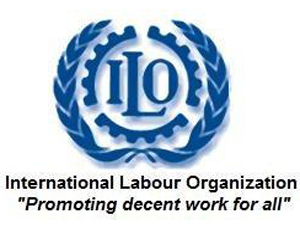 ILO
International Labour Organization
"Promoting decent work for all"